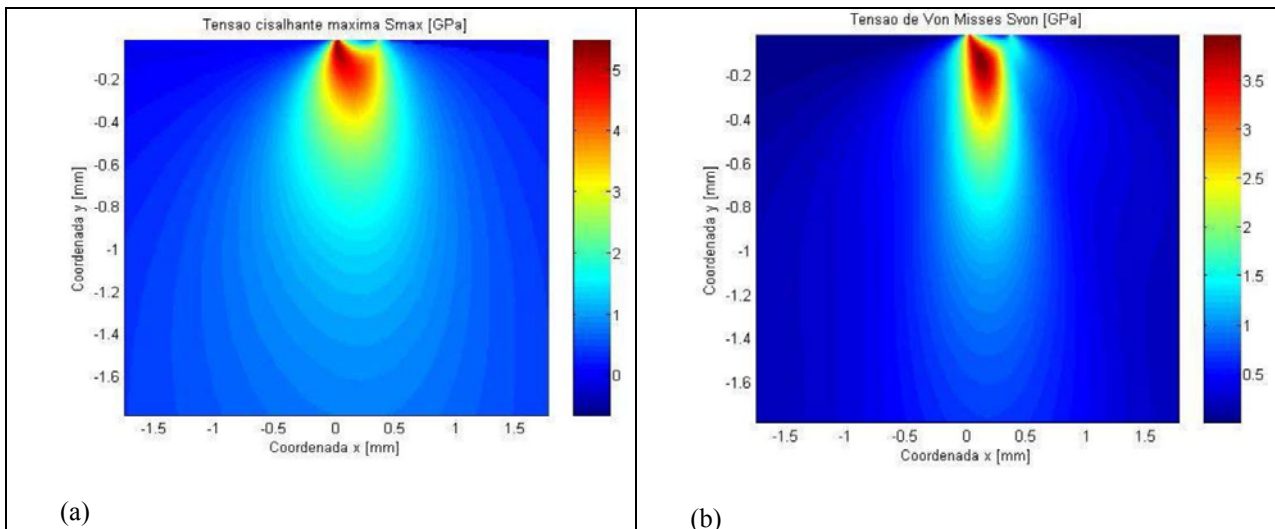 Tensao cisalhante maxima Smax [GPa]
-0.2
-0.4
-0.6
-0.8
-1
-1.2
-1.4
-1.6
Coordenada y [mm]
-1.5 -1 -0.5 0 0.5 1 1.5
Coordenada x [mm]
5
4
3
2
1
0
(a)
Tensao de Von Misses Svon [GPa]
-0.2
-0.4
-0.6
-0.8
-1
-1.2
-1.4
-1.6
Coordenada y [mm]
-1.5 -1 -0.5 0 0.5 1 1.5
Coordenada x [mm]
3.5
3
2.5
2
1.5
1
0.5
(b)